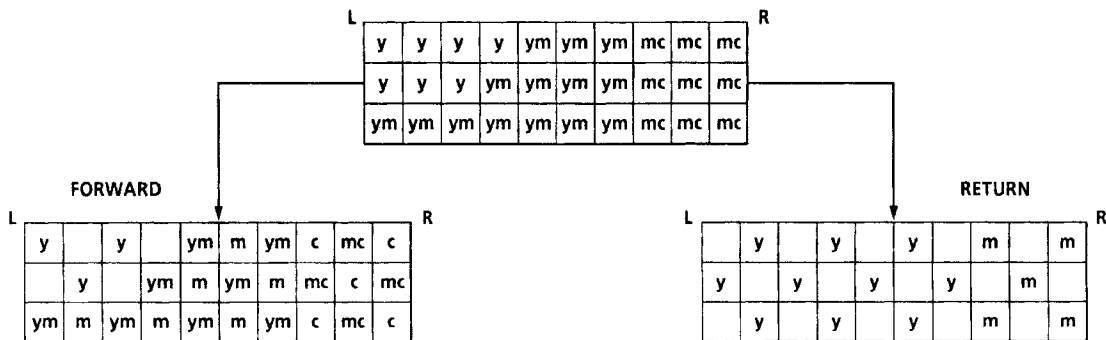 L R
y y y y ym ym ym mc mc mc
y y y ym ym ym ym mc mc mc
ym ym ym ym ym ym ym mc mc mc
FORWARD
L R
y y ym m ym c mc c
y ym m ym m mc c mc
ym m ym m ym m ym c mc c
RETURN
L R
y y y m m
y y y y m
y y y m m